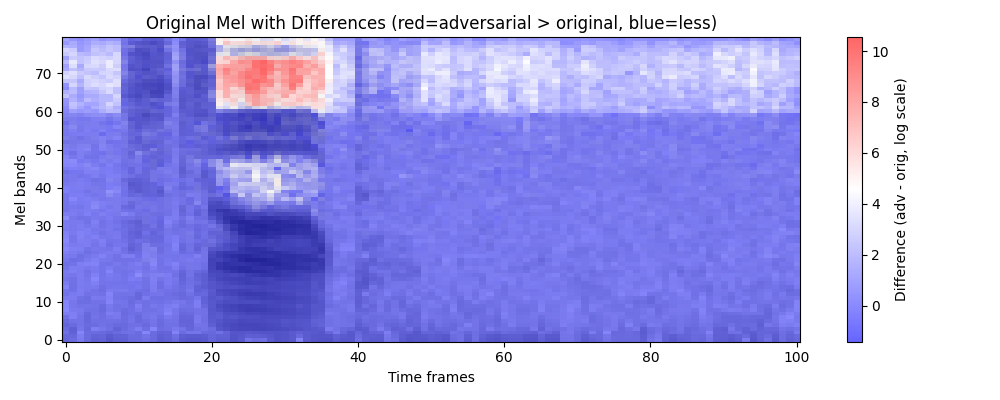 Original Mel with Differences (red=adversarial > original, blue=less)
Mel bands
70
60
50
40
30
20
10
0
0 20 40 60 80 100
Time frames
10
8
6
4
2
0
Difference (adv - orig, log scale)